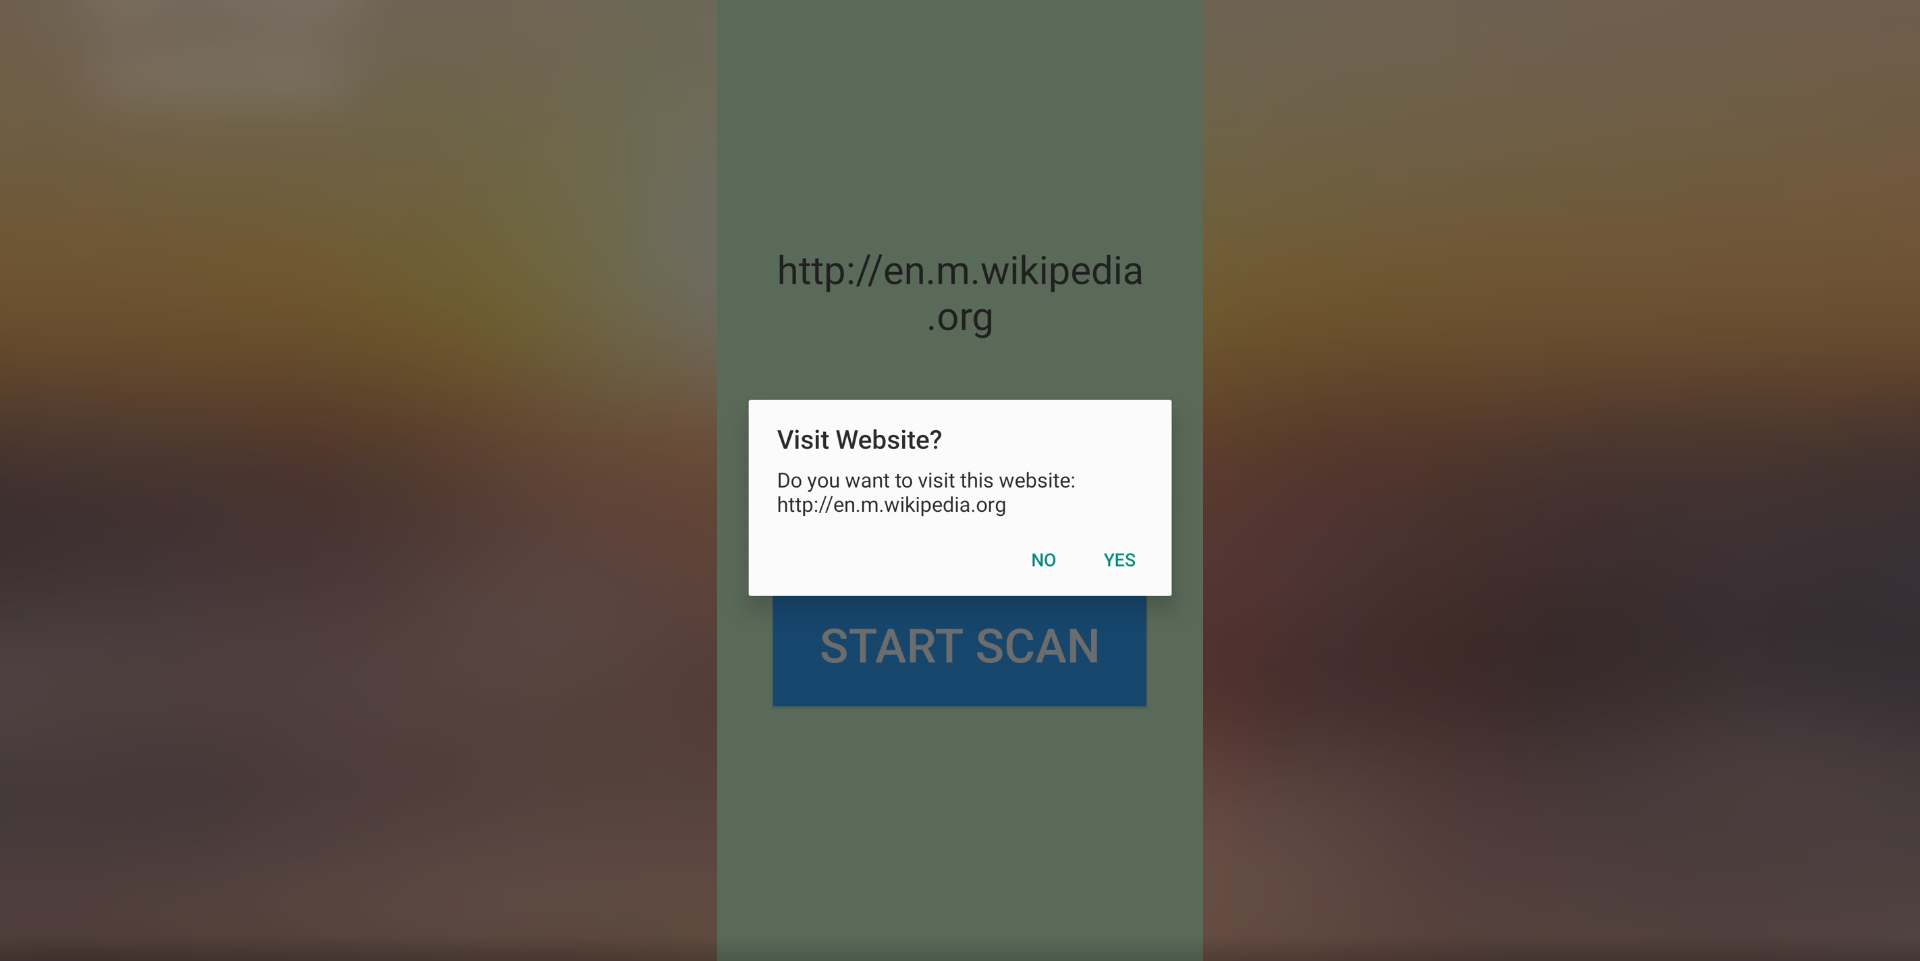 http://en.m.wikipedia
.org
Visit Website?
Do you want to visit this website:
http://en.m.wikipedia.org
NO YES
START SCAN